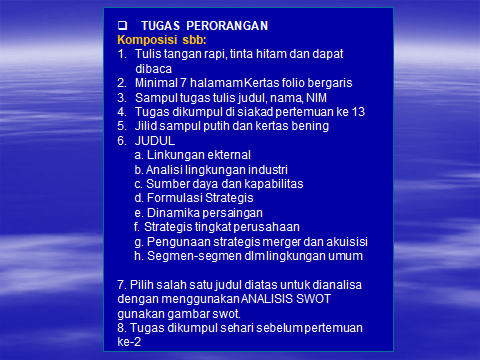 TUGAS PERORANGAN
Komposisi sbb:
1. Tulis tangan rapi, tinta hitam dan dapat
dibaca
2. Minimal 7 halamam Kertas folio bergaris
3. Sampul tugas tulis judul, nama, NIM
4. Tugas dikumpul di siakad pertemuan ke 13
5. Jilid sampul putih dan kertas bening
6. JUDUL
a. Linkungan ekternal
b. Analisi lingkungan industri
c. Sumber daya dan kapabilitas
d. Formulasi Strategis
e. Dinamika persaingan
f. Strategis tingkat perusahaan
g. Pengunaan strategis merger dan akuisisi
h. Segmen-segmen dlm lingkungan umum
7. Pilih salah satu judul diatas untuk dianalisa
dengan menggunakan ANALISIS SWOT
gunakan gambar swot.
8. Tugas dikumpul sehari sebelum pertemuan
ke-2